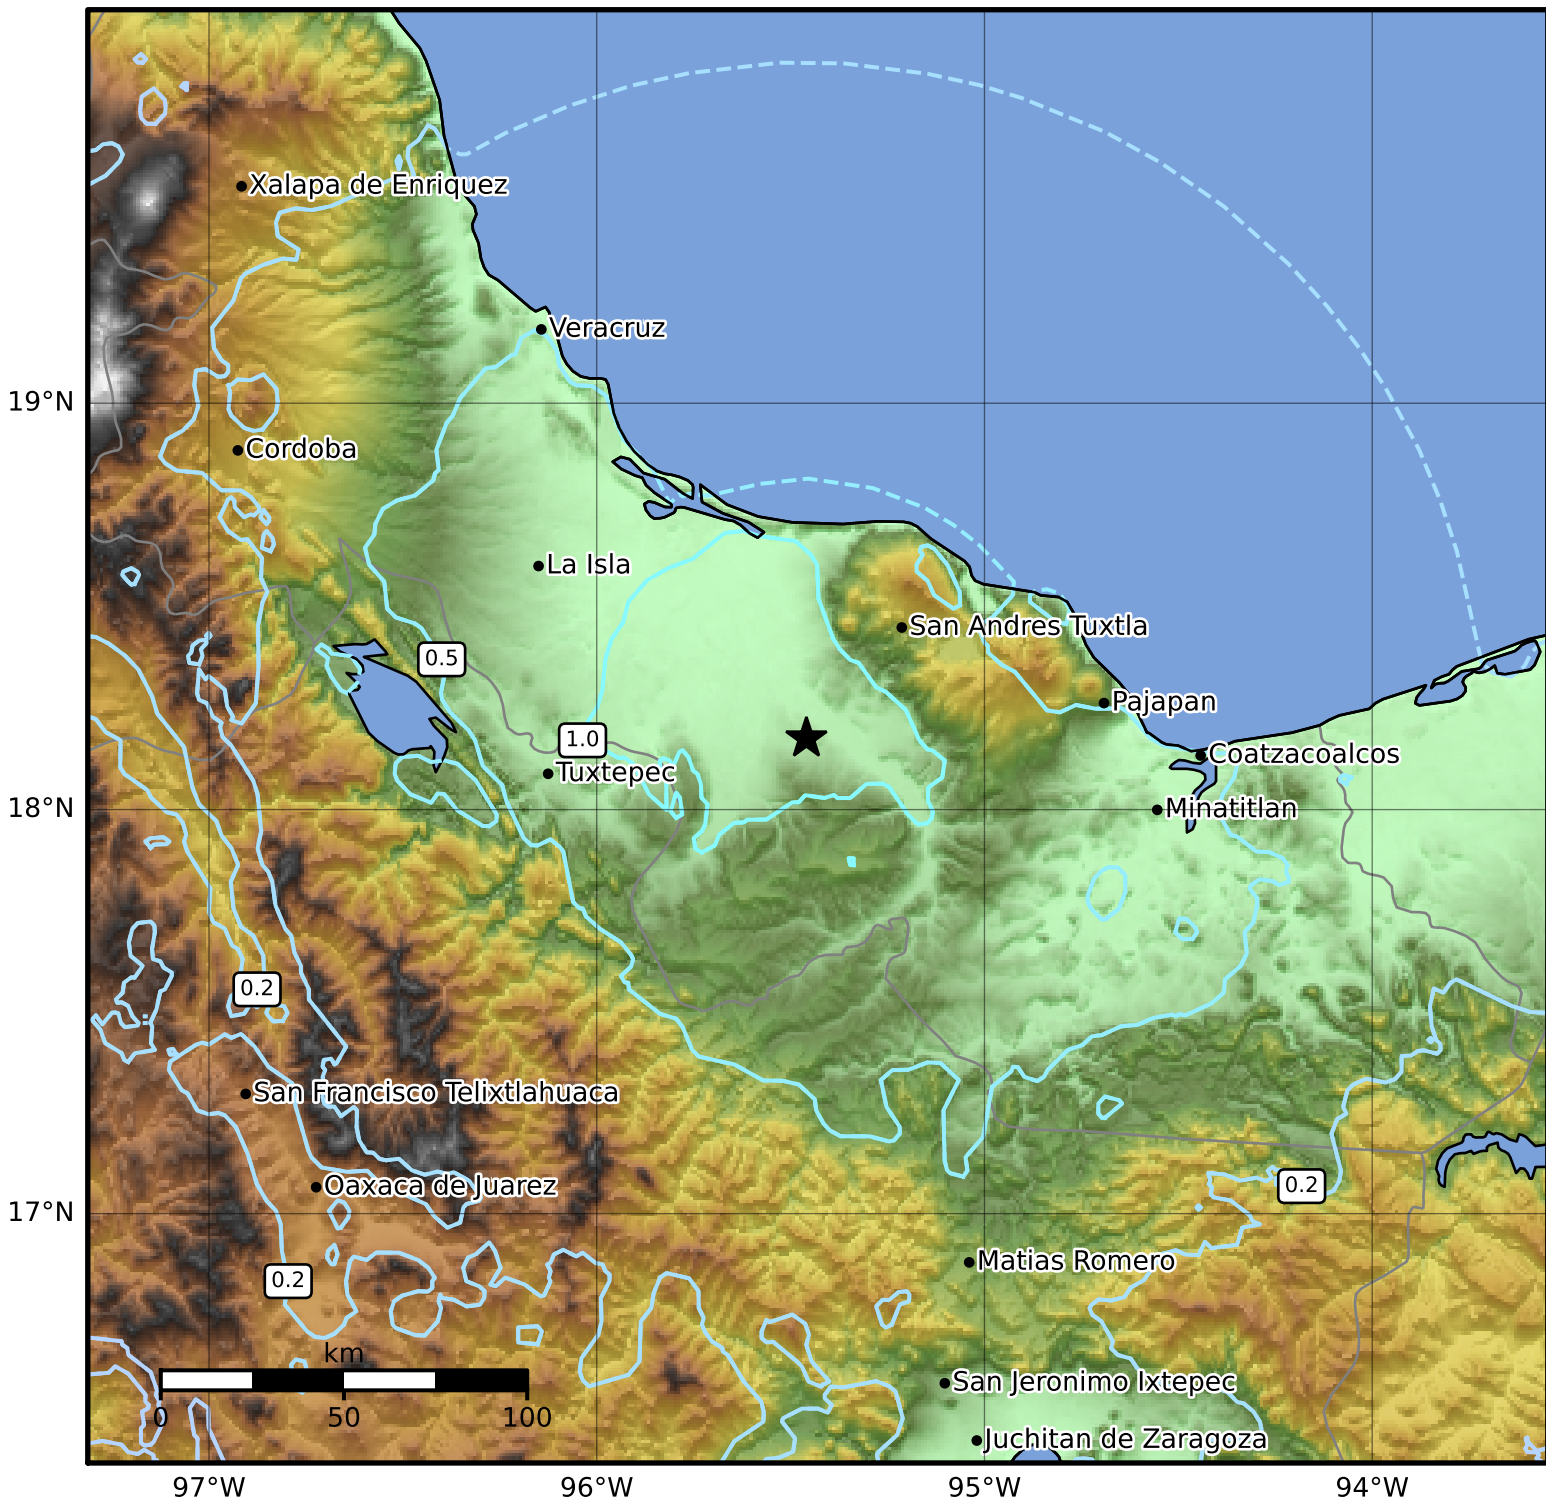 Xalapa de Enriquez
Veracruz
19°N
Cordoba
La Isla
San Andres Tuxtla
0.5
Pajapan
1.0
Coatzacoalcos
Tuxtepec
18°N
Minatitlan
0.2
San Francisco Telixtlahuaca
Oaxaca de Juarez
0.2
17°N
Matias Romero
0.2
km
San Jeronimo Ixtepec
0 50 100
Juchitan de Zaragoza
97°W 96°W 95°W 94°W